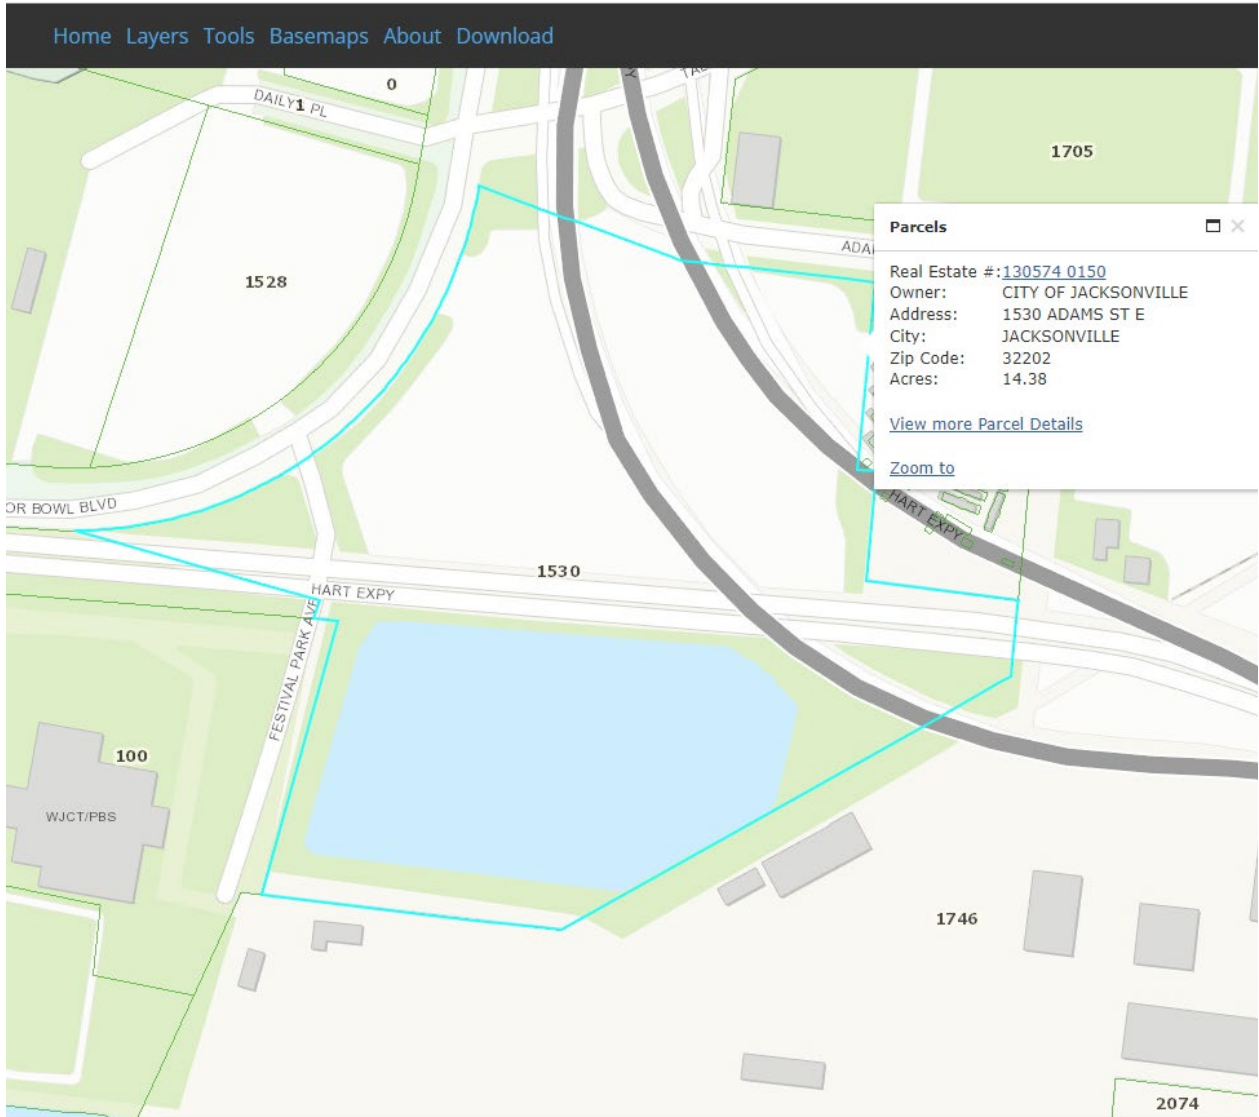 Home Layers Tools Basemaps About Download
0
DAILY PL
1
1705
ADA
1528
Parcels
Real Estate #: 130574 0150
Owner: CITY OF JACKSONVILLE
Address: 1530 ADAMS ST E
City: JACKSONVILLE
Zip Code: 32202
Acres: 14.38
View more Parcel Details
Zoom to
OR BOWL BLVD
HART EXPY
1530
HART EXPY
FESTIVAL PARK AVE
100
WJCT/PBS
1746
2074